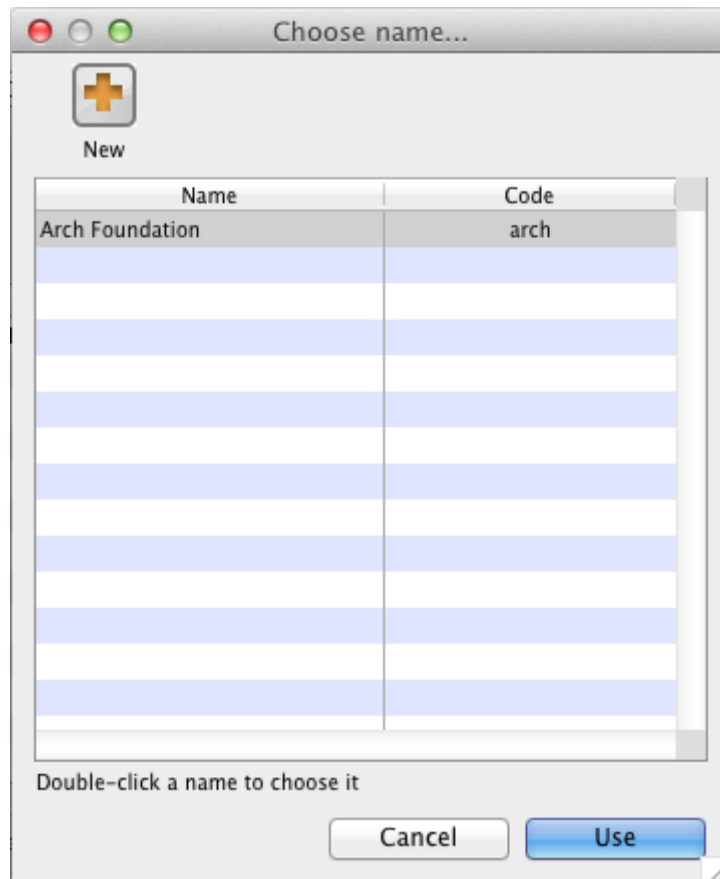 Choose name...
New
Name Code
Arch Foundation arch
Double-click a name to choose it
Cancel Use